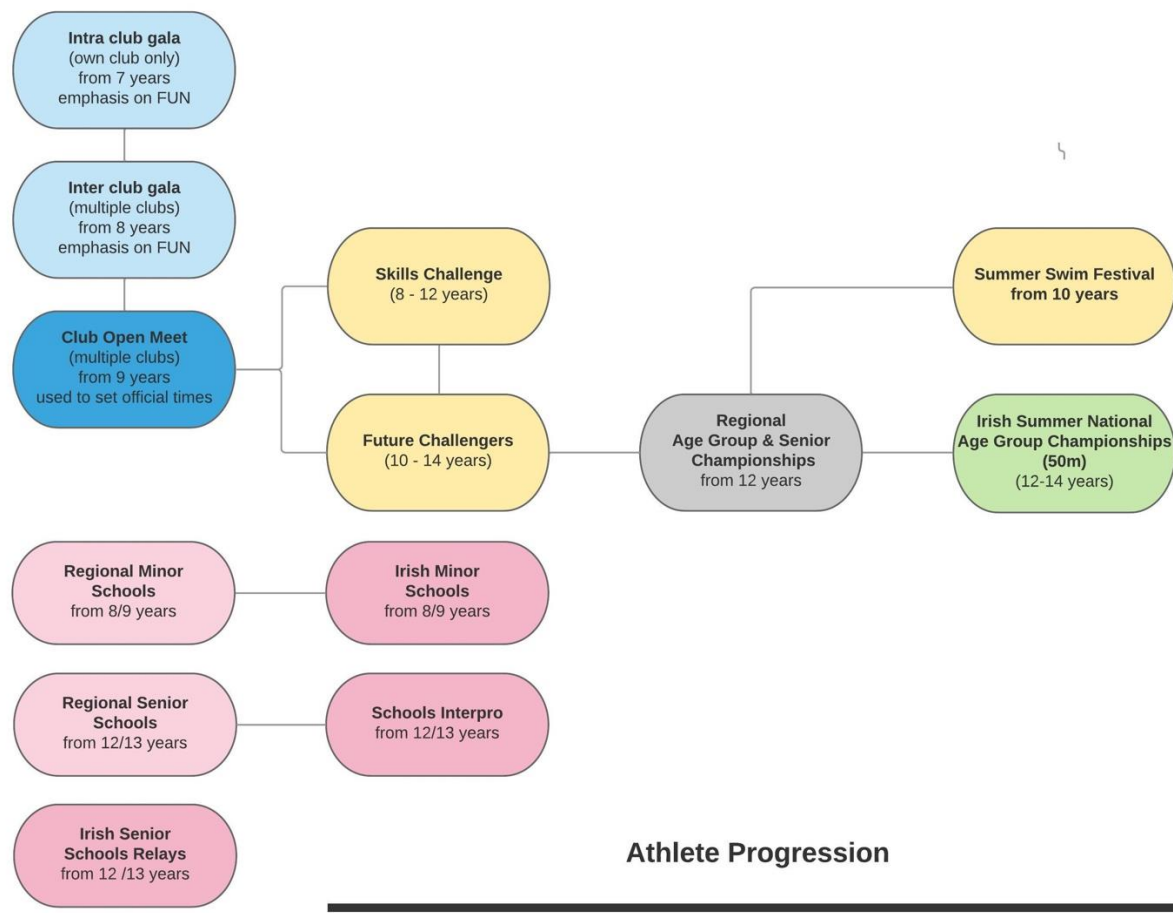 Intra club gala
(own club only)
from 7 years
emphasis on FUN
Inter club gala
(multiple clubs)
from 8 years
emphasis on FUN
Club Open Meet
(multiple clubs)
from 9 years
used to set official times
Skills Challenge
(8 - 12 years)
Future Challengers
(10 - 14 years)
Regional
Age Group & Senior
Championships
from 12 years
Summer Swim Festival
from 10 years
Irish Summer National
Age Group Championships
(50m)
(12-14 years)
Regional Minor
Schools
from 8/9 years
Irish Minor
Schools
from 8/9 years
Regional Senior
Schools
from 12/13 years
Schools Interpro
from 12/13 years
Irish Senior
Schools Relays
from 12 /13 years
Athlete Progression